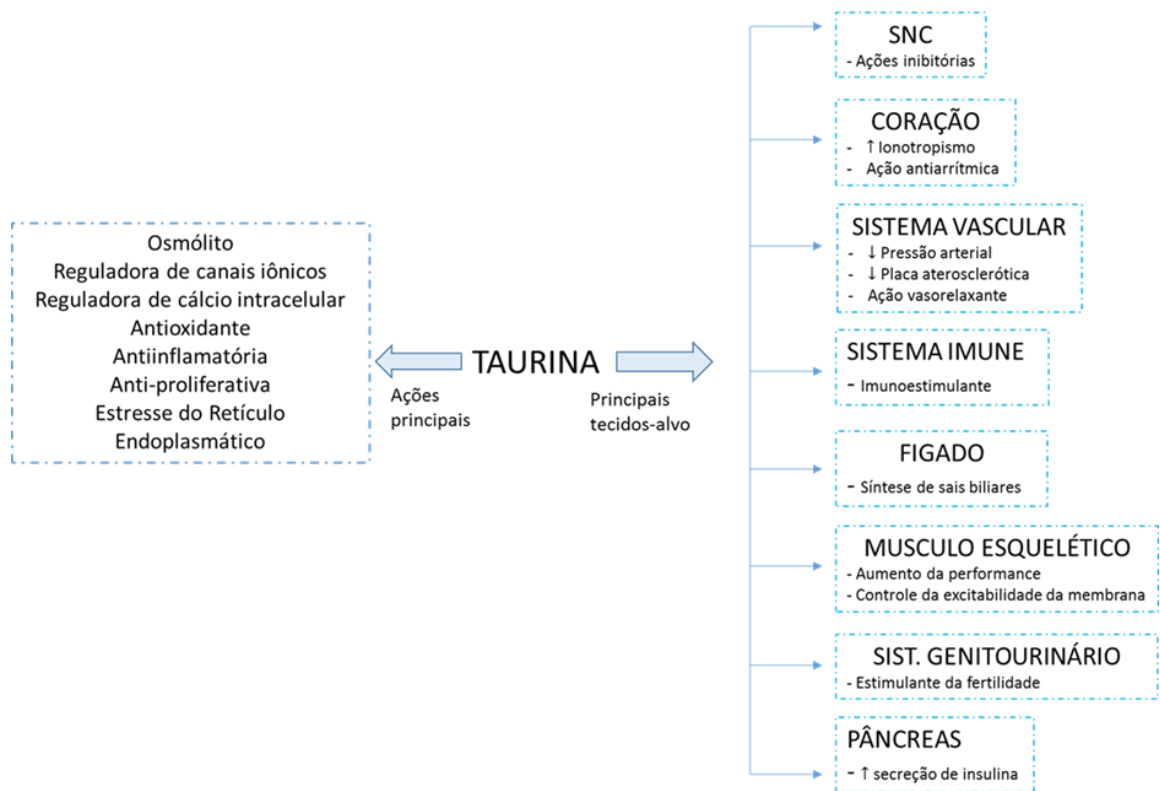 Osmólito
Reguladora de canais iônicos
Reguladora de cálcio intracelular
Antioxidante
Antiinflamatória
Anti-proliferativa
Estresse do Retículo
Endoplasmático
Ações
principais
TAURINA
Principais
tecidos-alvo
SNC
- Ações inibitórias
CORAÇÃO
- ↑ Ionotropismo
- Ação antiarrítmica
SISTEMA VASCULAR
- ↓ Pressão arterial
- ↓ Placa aterosclerótica
- Ação vasorelaxante
SISTEMA IMUNE
- Imunoestimulante
FIGADO
- Síntese de sais biliares
MUSCULO ESQUELÉTICO
- Aumento da performance
- Controle da excitabilidade da membrana
SIST. GENITOURINÁRIO
- Estimulante da fertilidade
PÂNCREAS
- ↑ secreção de insulina